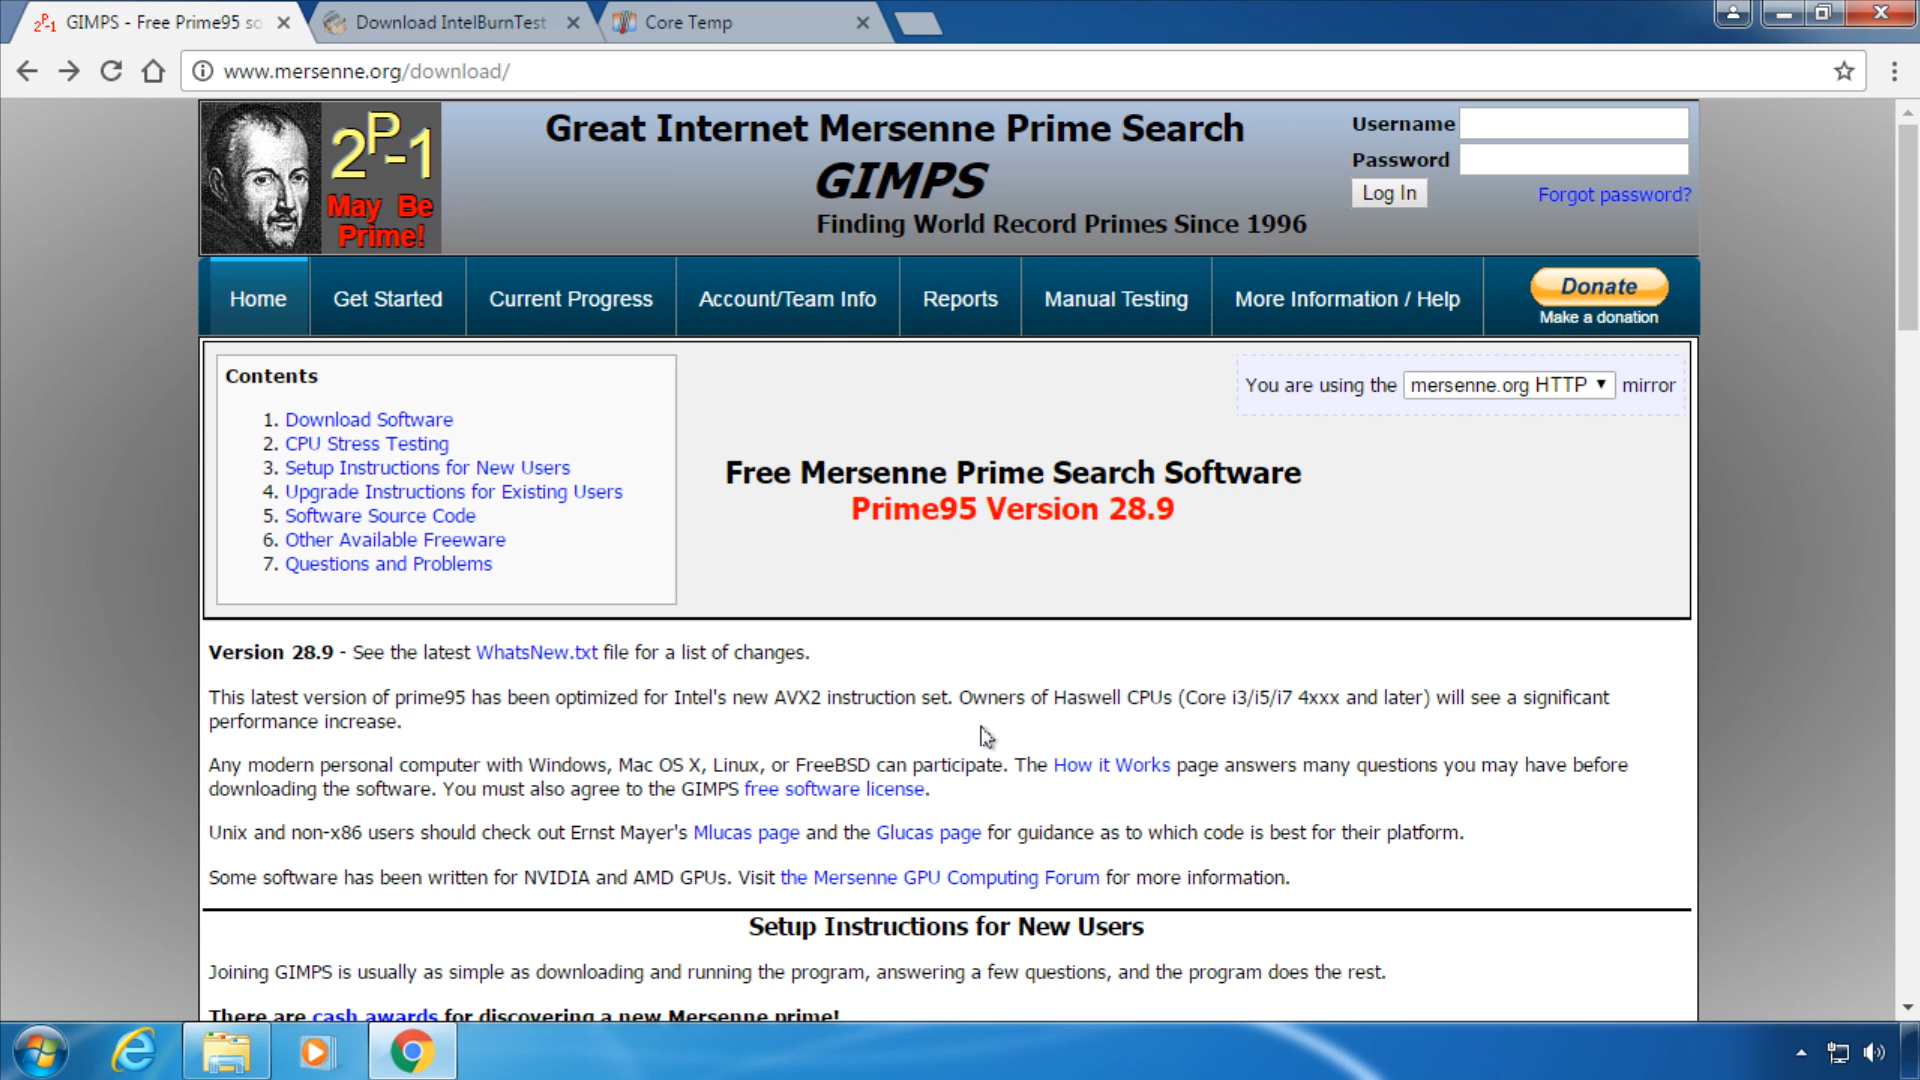 GIMPS - Free Prime95 so
Download IntelBurnTest
Core Temp
www.mersenne.org/download/
2P-1
May Be
Prime!
Great Internet Mersenne Prime Search
GIMPS
Finding World Record Primes Since 1996
Username
Password
Log In
Forgot password?
Home
Get Started
Current Progress
Account/Team Info
Reports
Manual Testing
More Information / Help
Donate
Make a donation
Contents
1. Download Software
2. CPU Stress Testing
3. Setup Instructions for New Users
4. Upgrade Instructions for Existing Users
5. Software Source Code
6. Other Available Freeware
7. Questions and Problems
You are using the mersenne.org HTTP mirror
Free Mersenne Prime Search Software
Prime95 Version 28.9
Version 28.9 - See the latest WhatsNew.txt file for a list of changes.
This latest version of prime95 has been optimized for Intel's new AVX2 instruction set. Owners of Haswell CPUs (Core i3/i5/i7 4xxx and later) will see a significant
performance increase.
Any modern personal computer with Windows, Mac OS X, Linux, or FreeBSD can participate. The How it Works page answers many questions you may have before
downloading the software. You must also agree to the GIMPS free software license.
Unix and non-x86 users should check out Ernst Mayer's Mlucas page and the Glucas page for guidance as to which code is best for their platform.
Some software has been written for NVIDIA and AMD GPUs. Visit the Mersenne GPU Computing Forum for more information.
Setup Instructions for New Users
Joining GIMPS is usually as simple as downloading and running the program, answering a few questions, and the program does the rest.
There are cash awards for discovering a new Mersenne prime!